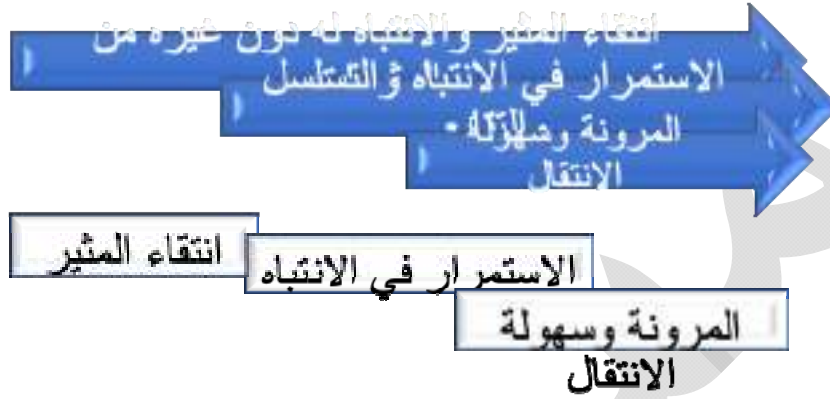 انتقاء المثير والانتباه له دون غيره من
الاستمرار في الانتباه والتسلسل
المرونة وسهولة
الانتقال
انتقاء المثير
الاستمرار في الانتباه
المرونة وسهولة
الانتقال